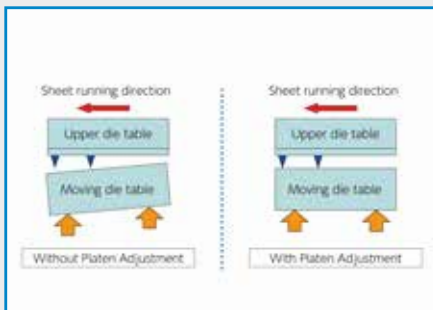 Sheet running direction
Upper die table
Moving die table
Without Platen Adjustment
Sheet running direction
Upper die table
Moving die table
With Platen Adjustment